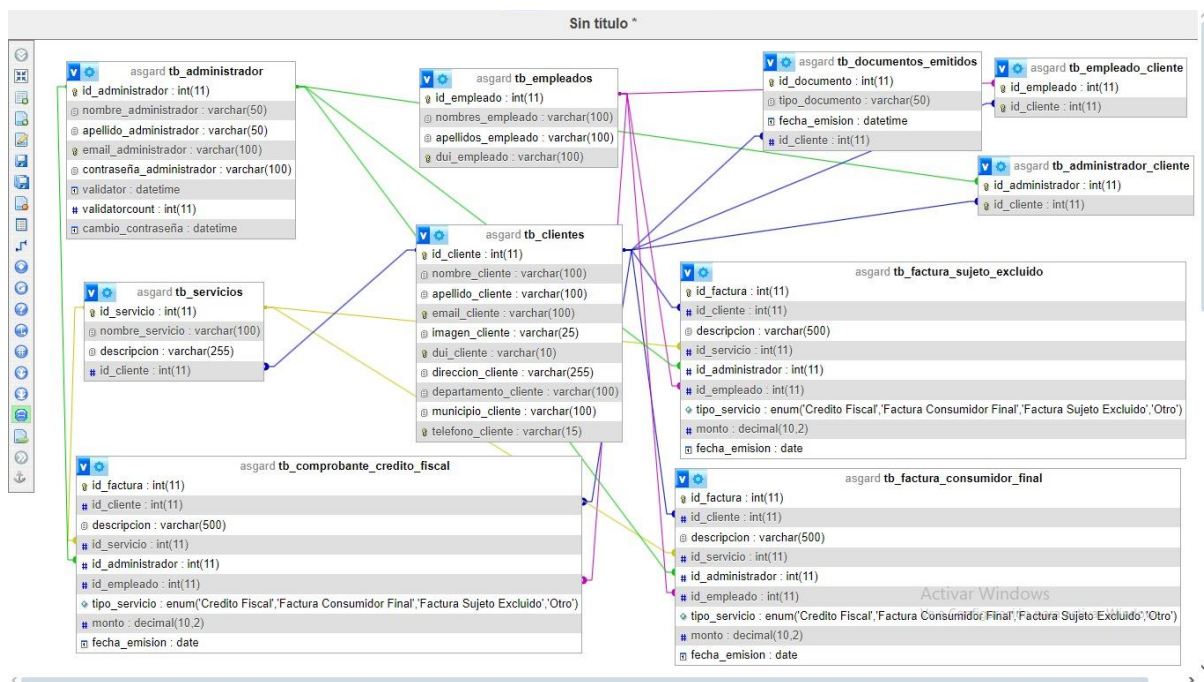 Sin título *
asgard tb_administrador
id_administrador : int(11)
nombre_administrador : varchar(50)
apellido_administrador : varchar(50)
email_administrador : varchar(100)
contraseña_administrador : varchar(100)
validator : datetime
validatorcount : int(11)
cambio_contraseña : datetime
asgard tb_empleados
id_empleado : int(11)
nombres_empleado : varchar(100)
apellidos_empleado : varchar(100)
dui_empleado : varchar(100)
asgard tb_documentos_emitidos
id_documento : int(11)
tipo_documento : varchar(50)
fecha_emision : datetime
id_cliente : int(11)
asgard tb_empleado_cliente
id_empleado : int(11)
id_cliente : int(11)
asgard tb_administrador_cliente
id_administrador : int(11)
id_cliente : int(11)
asgard tb_servicios
id_servicio : int(11)
nombre_servicio : varchar(100)
descripcion : varchar(255)
id_cliente : int(11)
asgard tb_clientes
id_cliente : int(11)
nombre_cliente : varchar(100)
apellido_cliente : varchar(100)
email_cliente : varchar(100)
imagen_cliente : varchar(25)
dui_cliente : varchar(10)
direccion_cliente : varchar(255)
departamento_cliente : varchar(100)
municipio_cliente : varchar(100)
telefono_cliente : varchar(15)
asgard tb_factura_sujeto_excluido
id_factura : int(11)
id_cliente : int(11)
descripcion : varchar(500)
id_servicio : int(11)
id_administrador : int(11)
id_empleado : int(11)
tipo_servicio : enum('Credito Fiscal','Factura Consumidor Final','Factura Sujeto Excluido','Otro')
monto : decimal(10,2)
fecha_emision : date
asgard tb_comprobante_credito_fiscal
id_factura : int(11)
id_cliente : int(11)
descripcion : varchar(500)
id_servicio : int(11)
id_administrador : int(11)
id_empleado : int(11)
tipo_servicio : enum('Credito Fiscal','Factura Consumidor Final','Factura Sujeto Excluido','Otro')
monto : decimal(10,2)
fecha_emision : date
asgard tb_factura_consumidor_final
id_factura : int(11)
id_cliente : int(11)
descripcion : varchar(500)
id_servicio : int(11)
id_administrador : int(11)
id_empleado : int(11)
tipo_servicio : enum('Credito Fiscal','Factura Consumidor Final','Factura Sujeto Excluido','Otro')
monto : decimal(10,2)
fecha_emision : date
Activar Windows